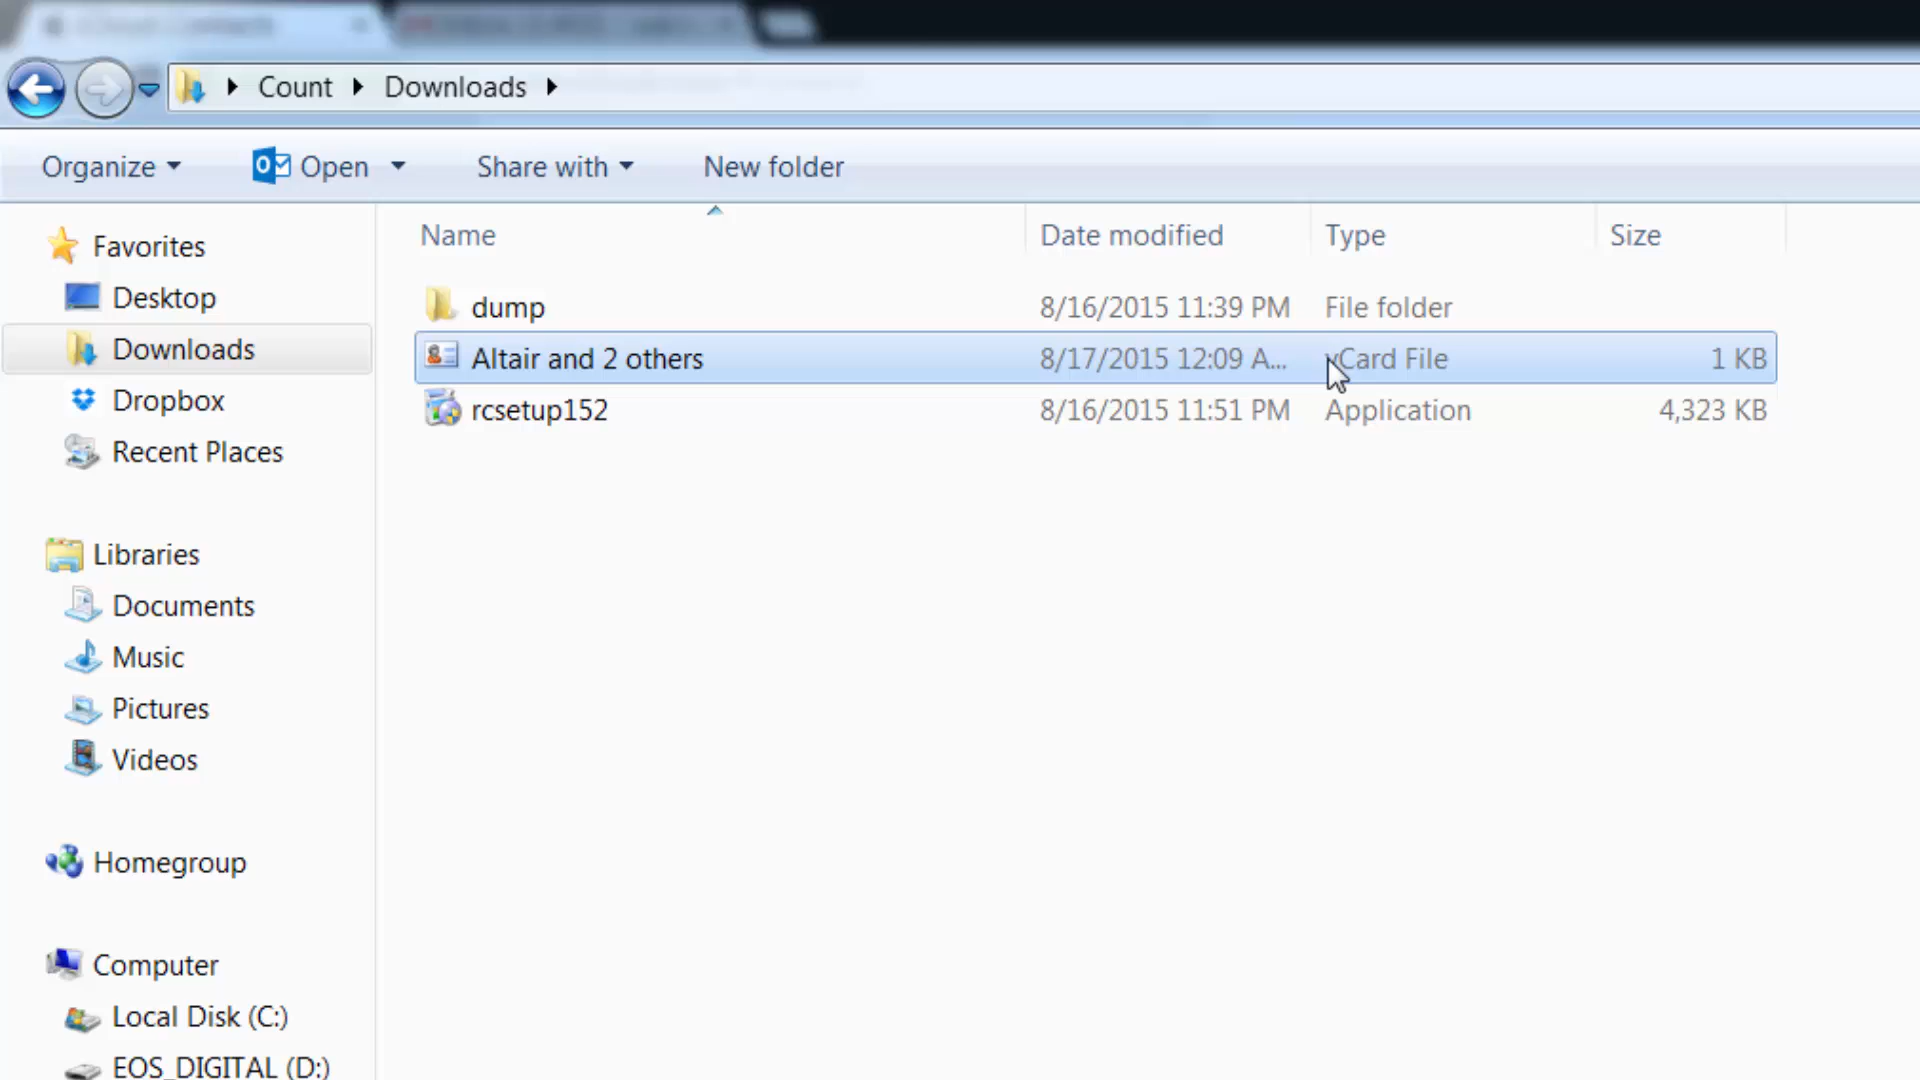 Count Downloads
Organize Open Share with New folder
Name Date modified Type Size
dump 8/16/2015 11:39 PM File folder
Altair and 2 others 8/17/2015 12:09 A... vCard File 1 KB
rcsetup152 8/16/2015 11:51 PM Application 4,323 KB
Favorites
Desktop
Downloads
Dropbox
Recent Places
Libraries
Documents
Music
Pictures
Videos
Homegroup
Computer
Local Disk (C:)
EOS_DIGITAL (D:)